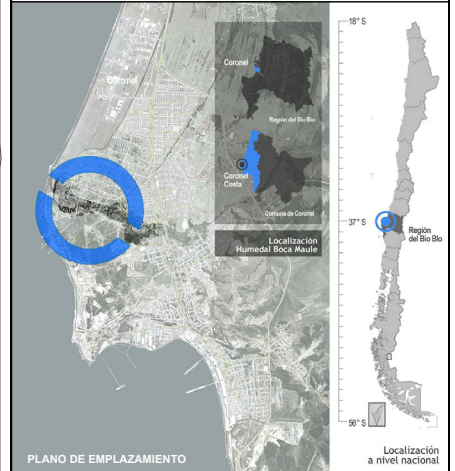 Coronel
Coronel
Región del Bio Bio
Coronel
Costa
Comuna de Coronel
Localización
Humedal Boca Maule
PLANO DE EMPLAZAMIENTO
18° S
37° S
Región
del Bio Bio
56° S
Localización
a nivel nacional